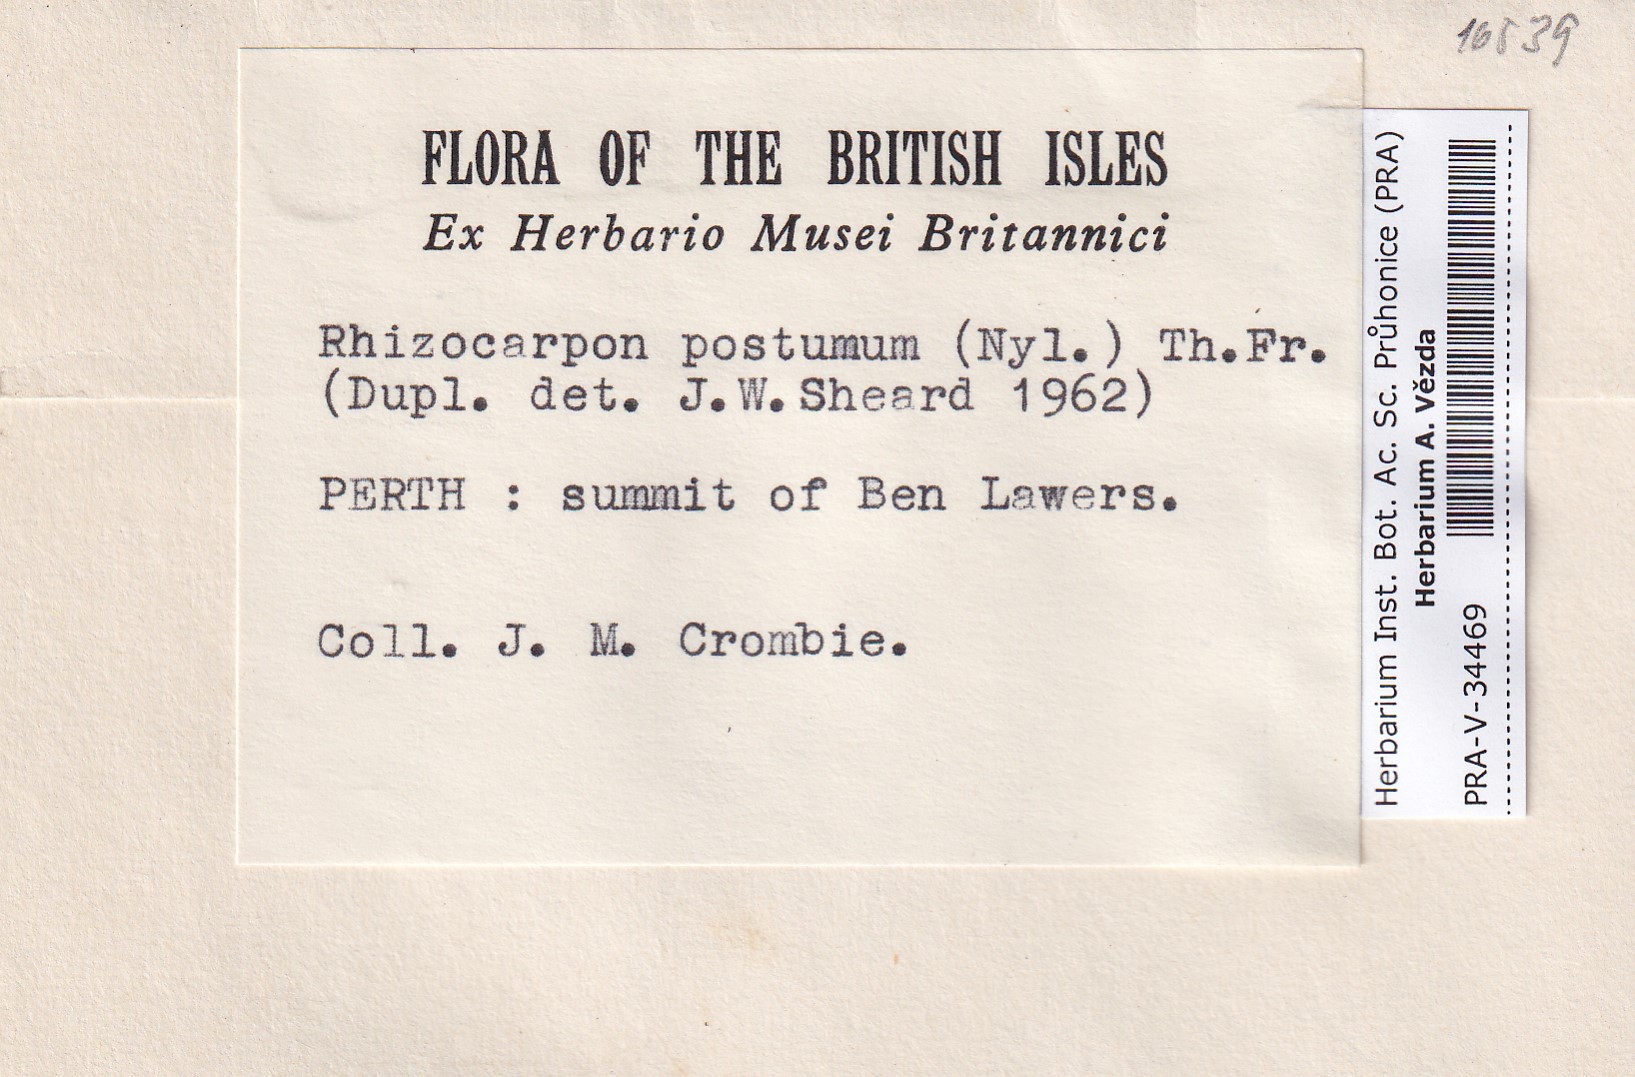 16839
FLORA OF THE BRITISH ISLES
Ex Herbario Musei Britannici
Rhizocarpon postumum (Nyl.) Th.Fr.
(Dupl. det. J.W.Sheard 1962)
PERTH : summit of Ben Lawers.
Coll. J. M. Crombie.
Herbarium Inst. Bot. Ac. Sc. Průhonice (PRA)
Herbarium A. Vězda
PRA-V-34469